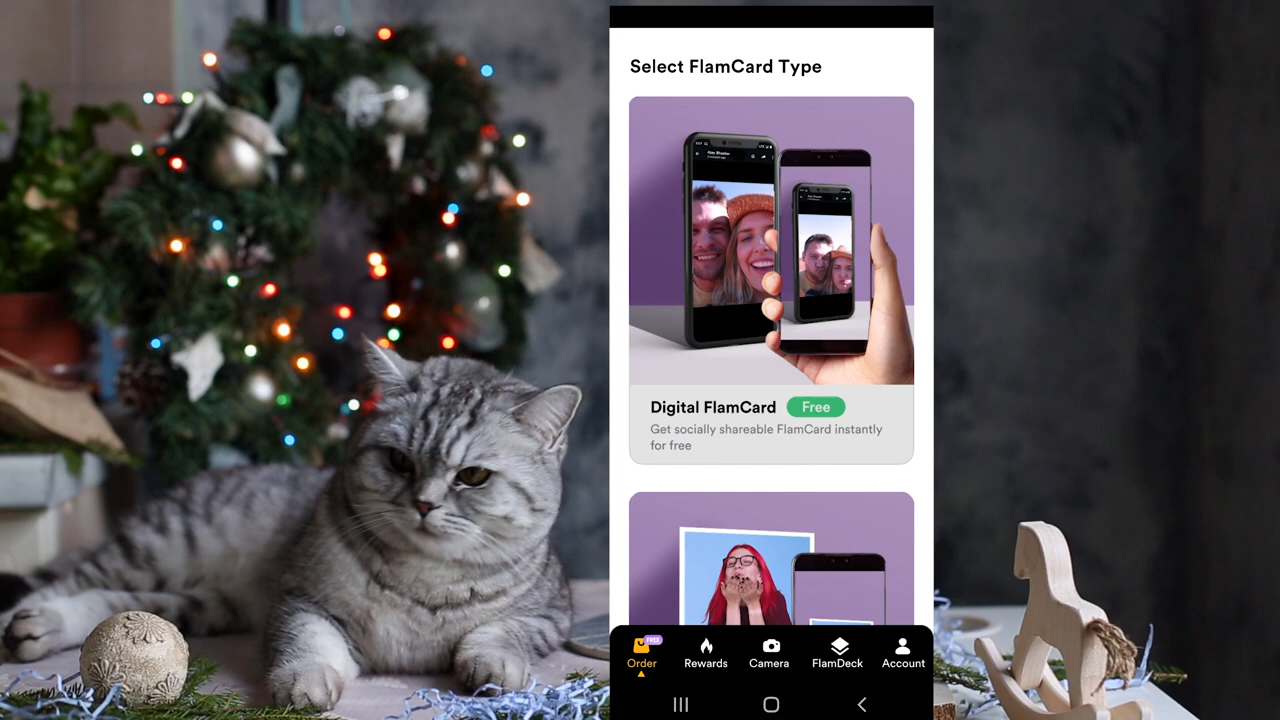 Select FlamCard Type
Digital FlamCard Free
Get socially shareable FlamCard instantly
for free
FREE
Order
Rewards
Camera
FlamDeck
Account